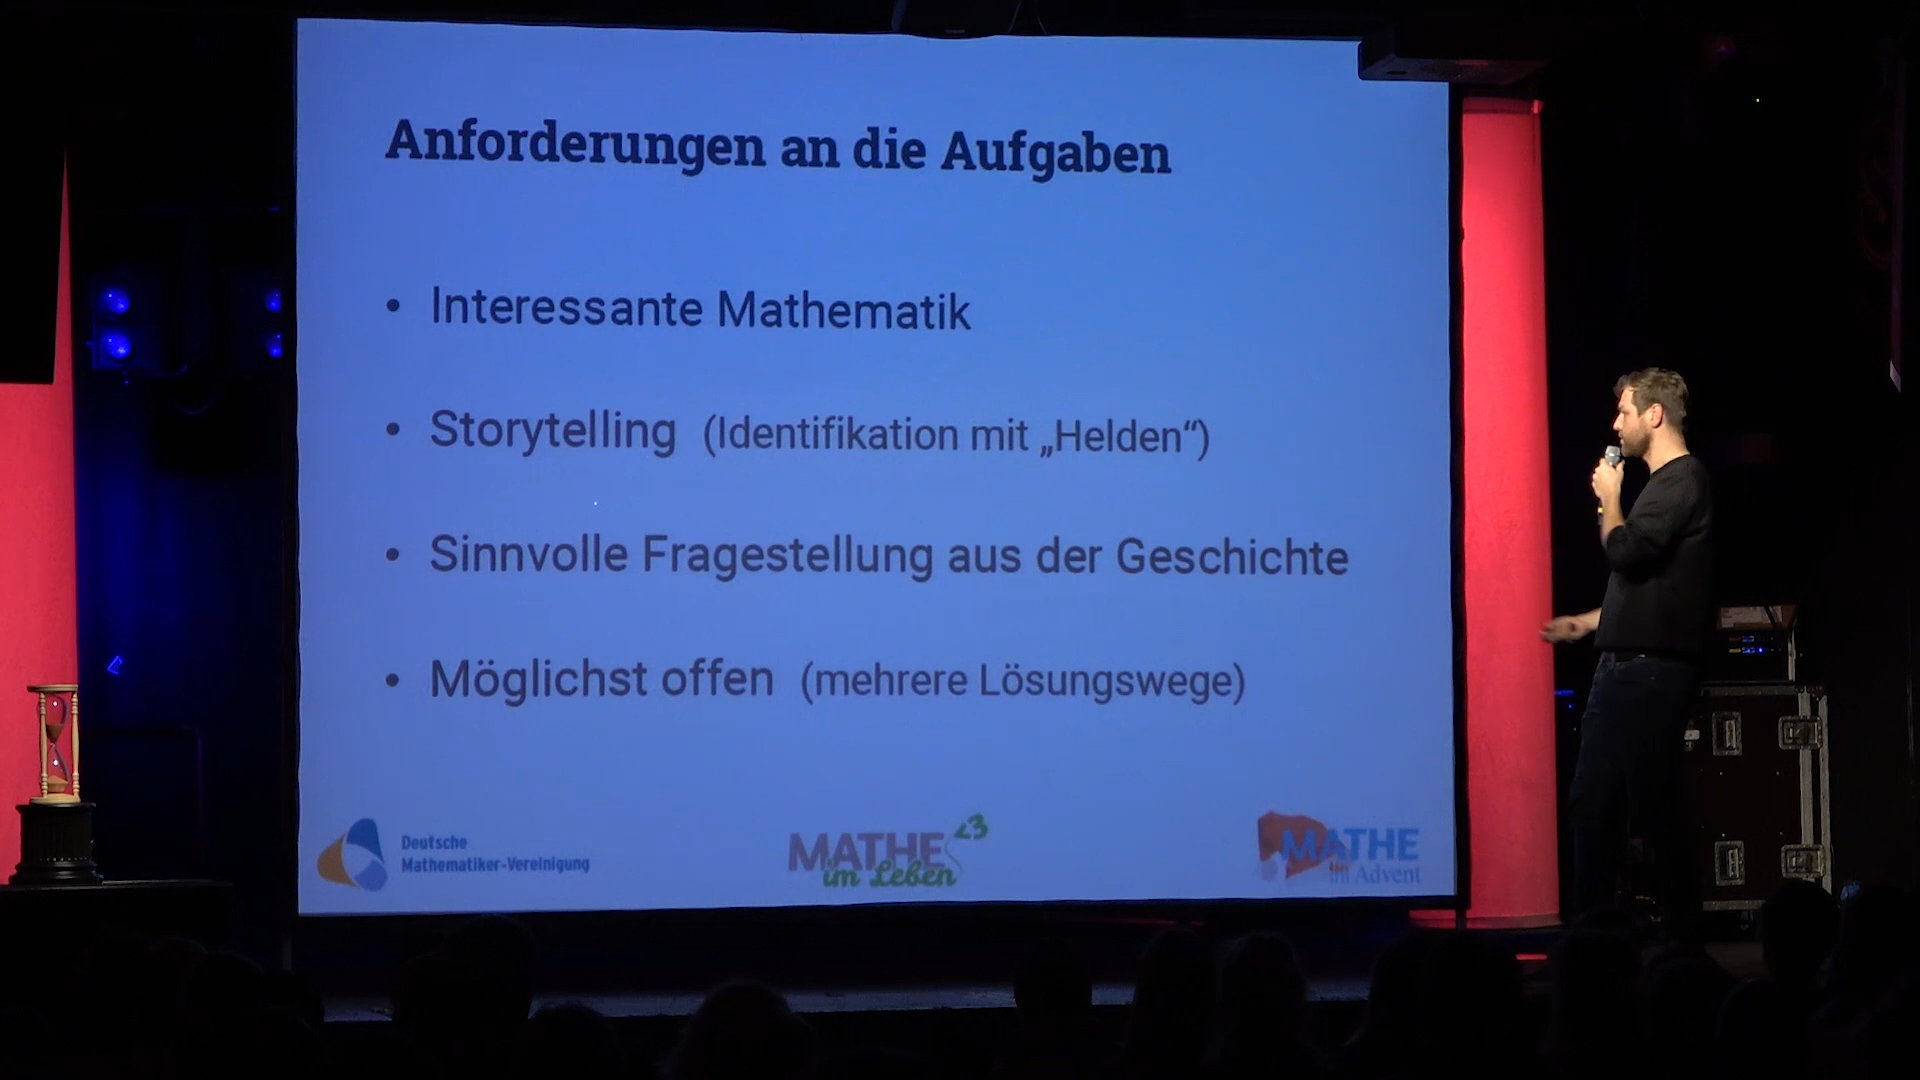 Anforderungen an die Aufgaben
• Interessante Mathematik
• Storytelling (Identifikation mit „Helden“)
• Sinnvolle Fragestellung aus der Geschichte
• Möglichst offen (mehrere Lösungswege)
Deutsche
Mathematiker-Vereinigung
MATHE <3
im Leben
MATHE
im Advent